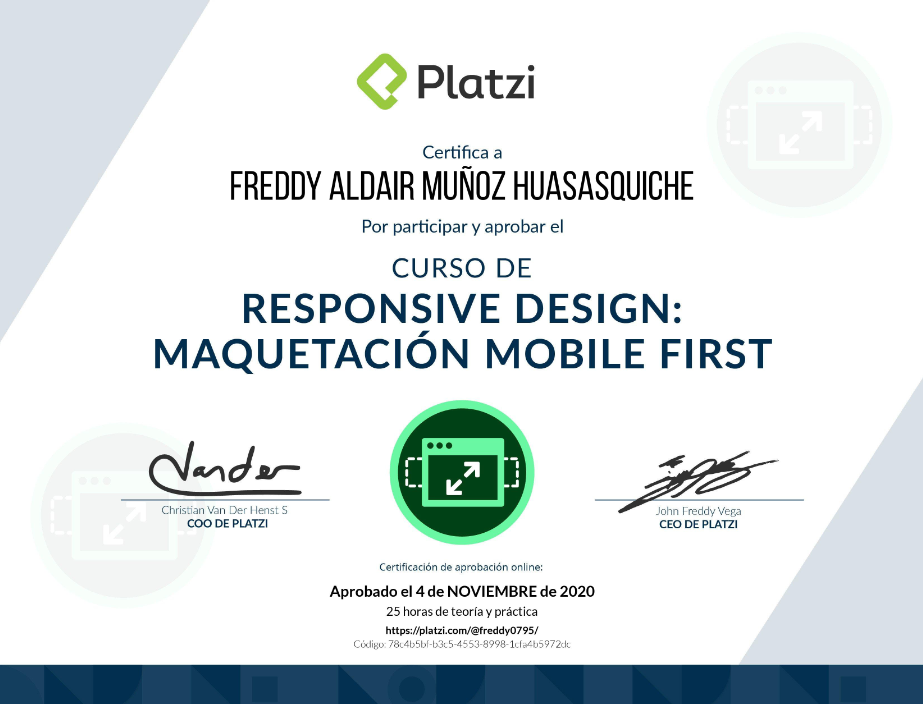 Platzi
Certifica a
FREDDY ALDAIR MUÑOZ HUASASQUICHE
Por participar y aprobar el
CURSO DE
RESPONSIVE DESIGN:
MAQUETACIÓN MOBILE FIRST
Christian Van Der Henst S
COO DE PLATZI
John Freddy Vega
CEO DE PLATZI
Certificación de aprobación online:
Aprobado el 4 de NOVIEMBRE de 2020
25 horas de teoría y práctica
https://platzi.com/@freddy0795/
Código: 78c4b5bf-b3c5-4553-8998-1cfa4b5972dc